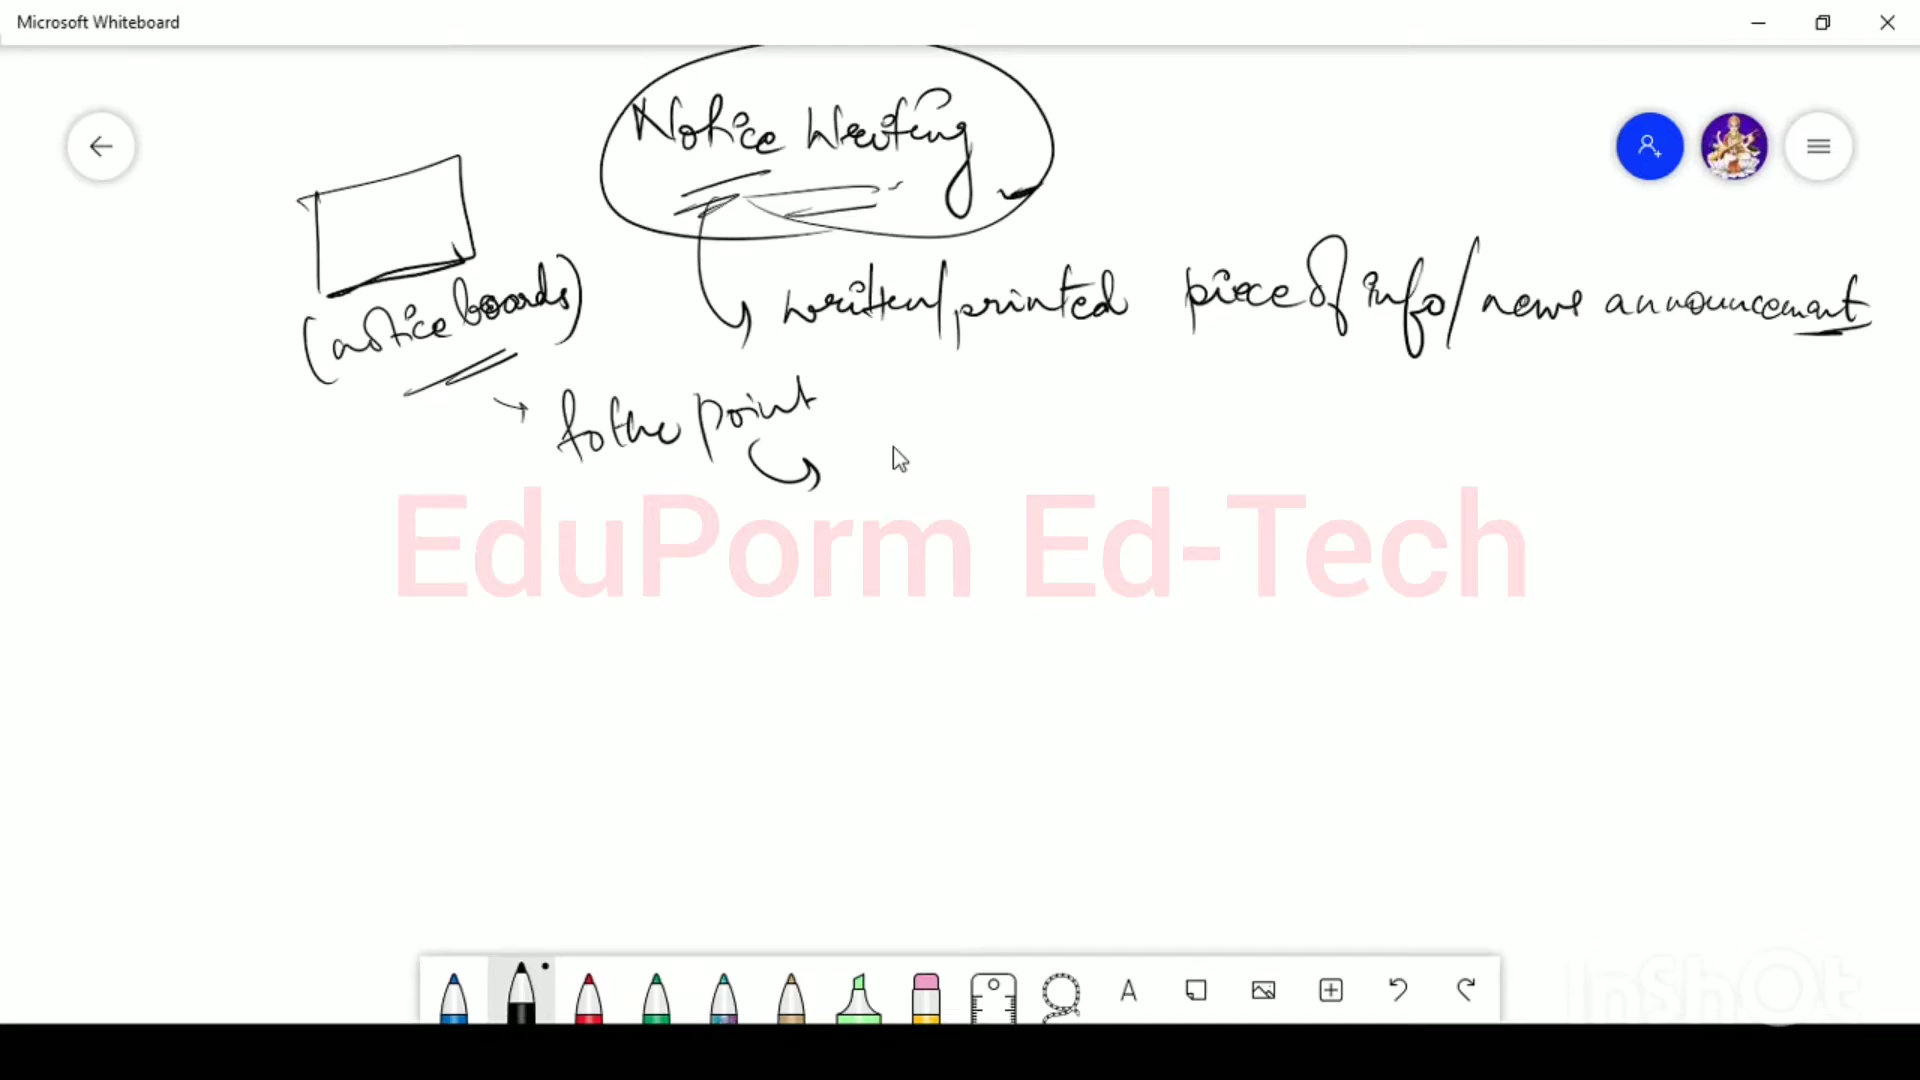 Microsoft Whiteboard
Notice Writing
written/printed piece of info/news announcement
(notice boards)
to the point
EduPorm Ed-Tech
InShOt